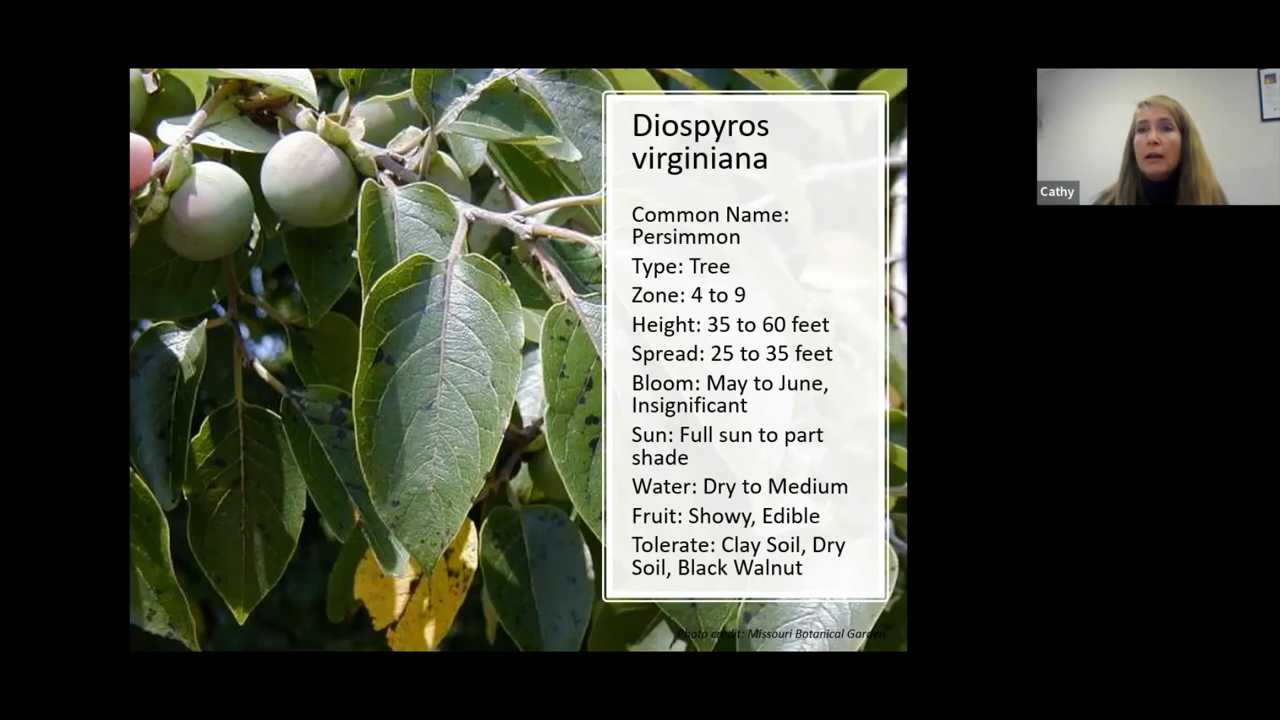 Diospyros
virginiana
Common Name:
Persimmon
Type: Tree
Zone: 4 to 9
Height: 35 to 60 feet
Spread: 25 to 35 feet
Bloom: May to June,
Insignificant
Sun: Full sun to part
shade
Water: Dry to Medium
Fruit: Showy, Edible
Tolerate: Clay Soil, Dry
Soil, Black Walnut
Photo credit: Missouri Botanical Garden
Cathy